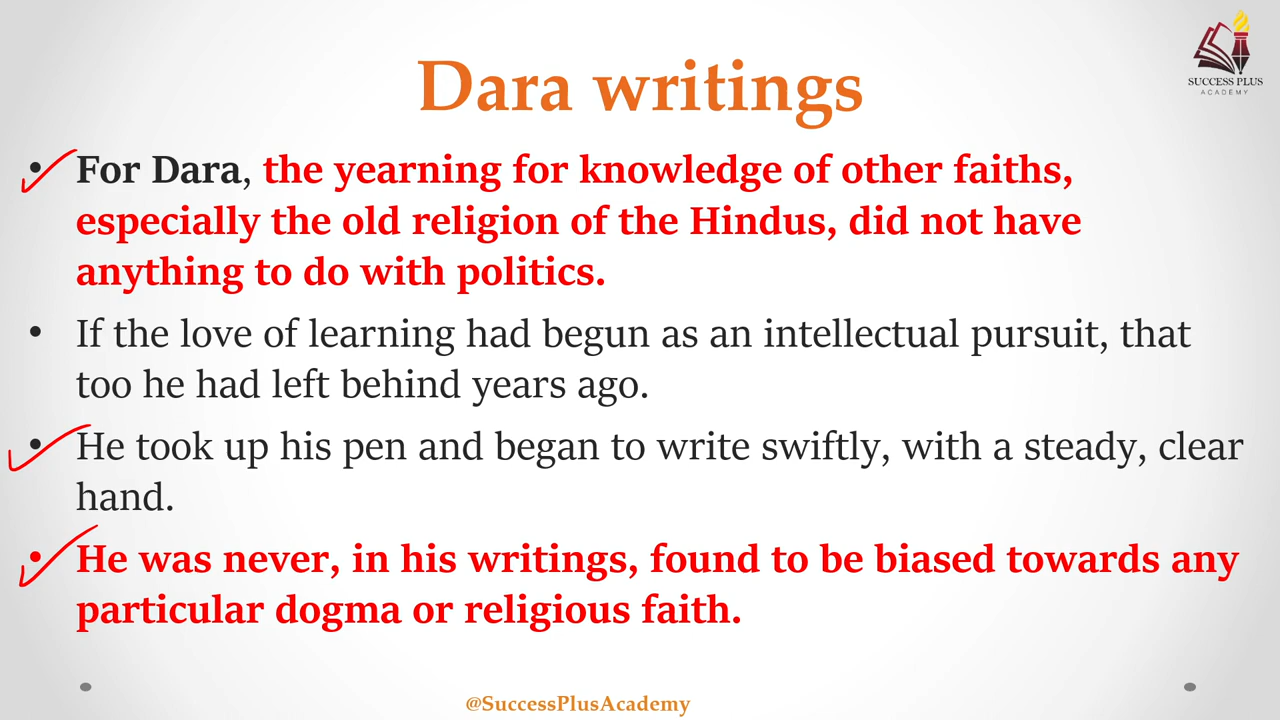 SUCCESS PLUS
ACADEMY
Dara writings
• For Dara, the yearning for knowledge of other faiths,
especially the old religion of the Hindus, did not have
anything to do with politics.
• If the love of learning had begun as an intellectual pursuit, that
too he had left behind years ago.
• He took up his pen and began to write swiftly, with a steady, clear
hand.
• He was never, in his writings, found to be biased towards any
particular dogma or religious faith.
@SuccessPlusAcademy